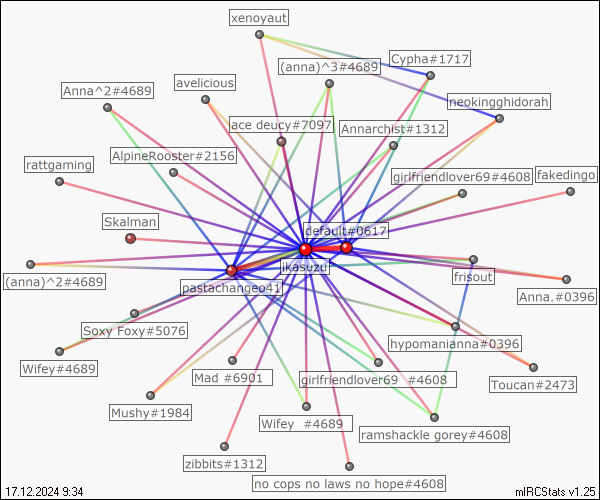 xenoyaut
Cypha#1717
(anna)^3#4689
avelicious
Anna^2#4689
neokingghidorah
lace deucy#7097
Annarchist#1312
AlpineRooster#2156
rattgaming
girlfriendlover69#4608
fakedingo
Skalman
default#0617
jikasuzu
(anna)^2#4689
pastachangeo41
frisout
Anna.#0396
Soxy Foxy#5076
hypomanianna#0396
Wifey#4689
Mad #6901
girlfriendlover69 #4608
Toucan#2473
Mushy#1984
Wifey #4689
ramshackle gorey#4608
zibbits#1312
no cops no laws no hope#4608
17.12.2024 9:34
mIRCStats v1.25